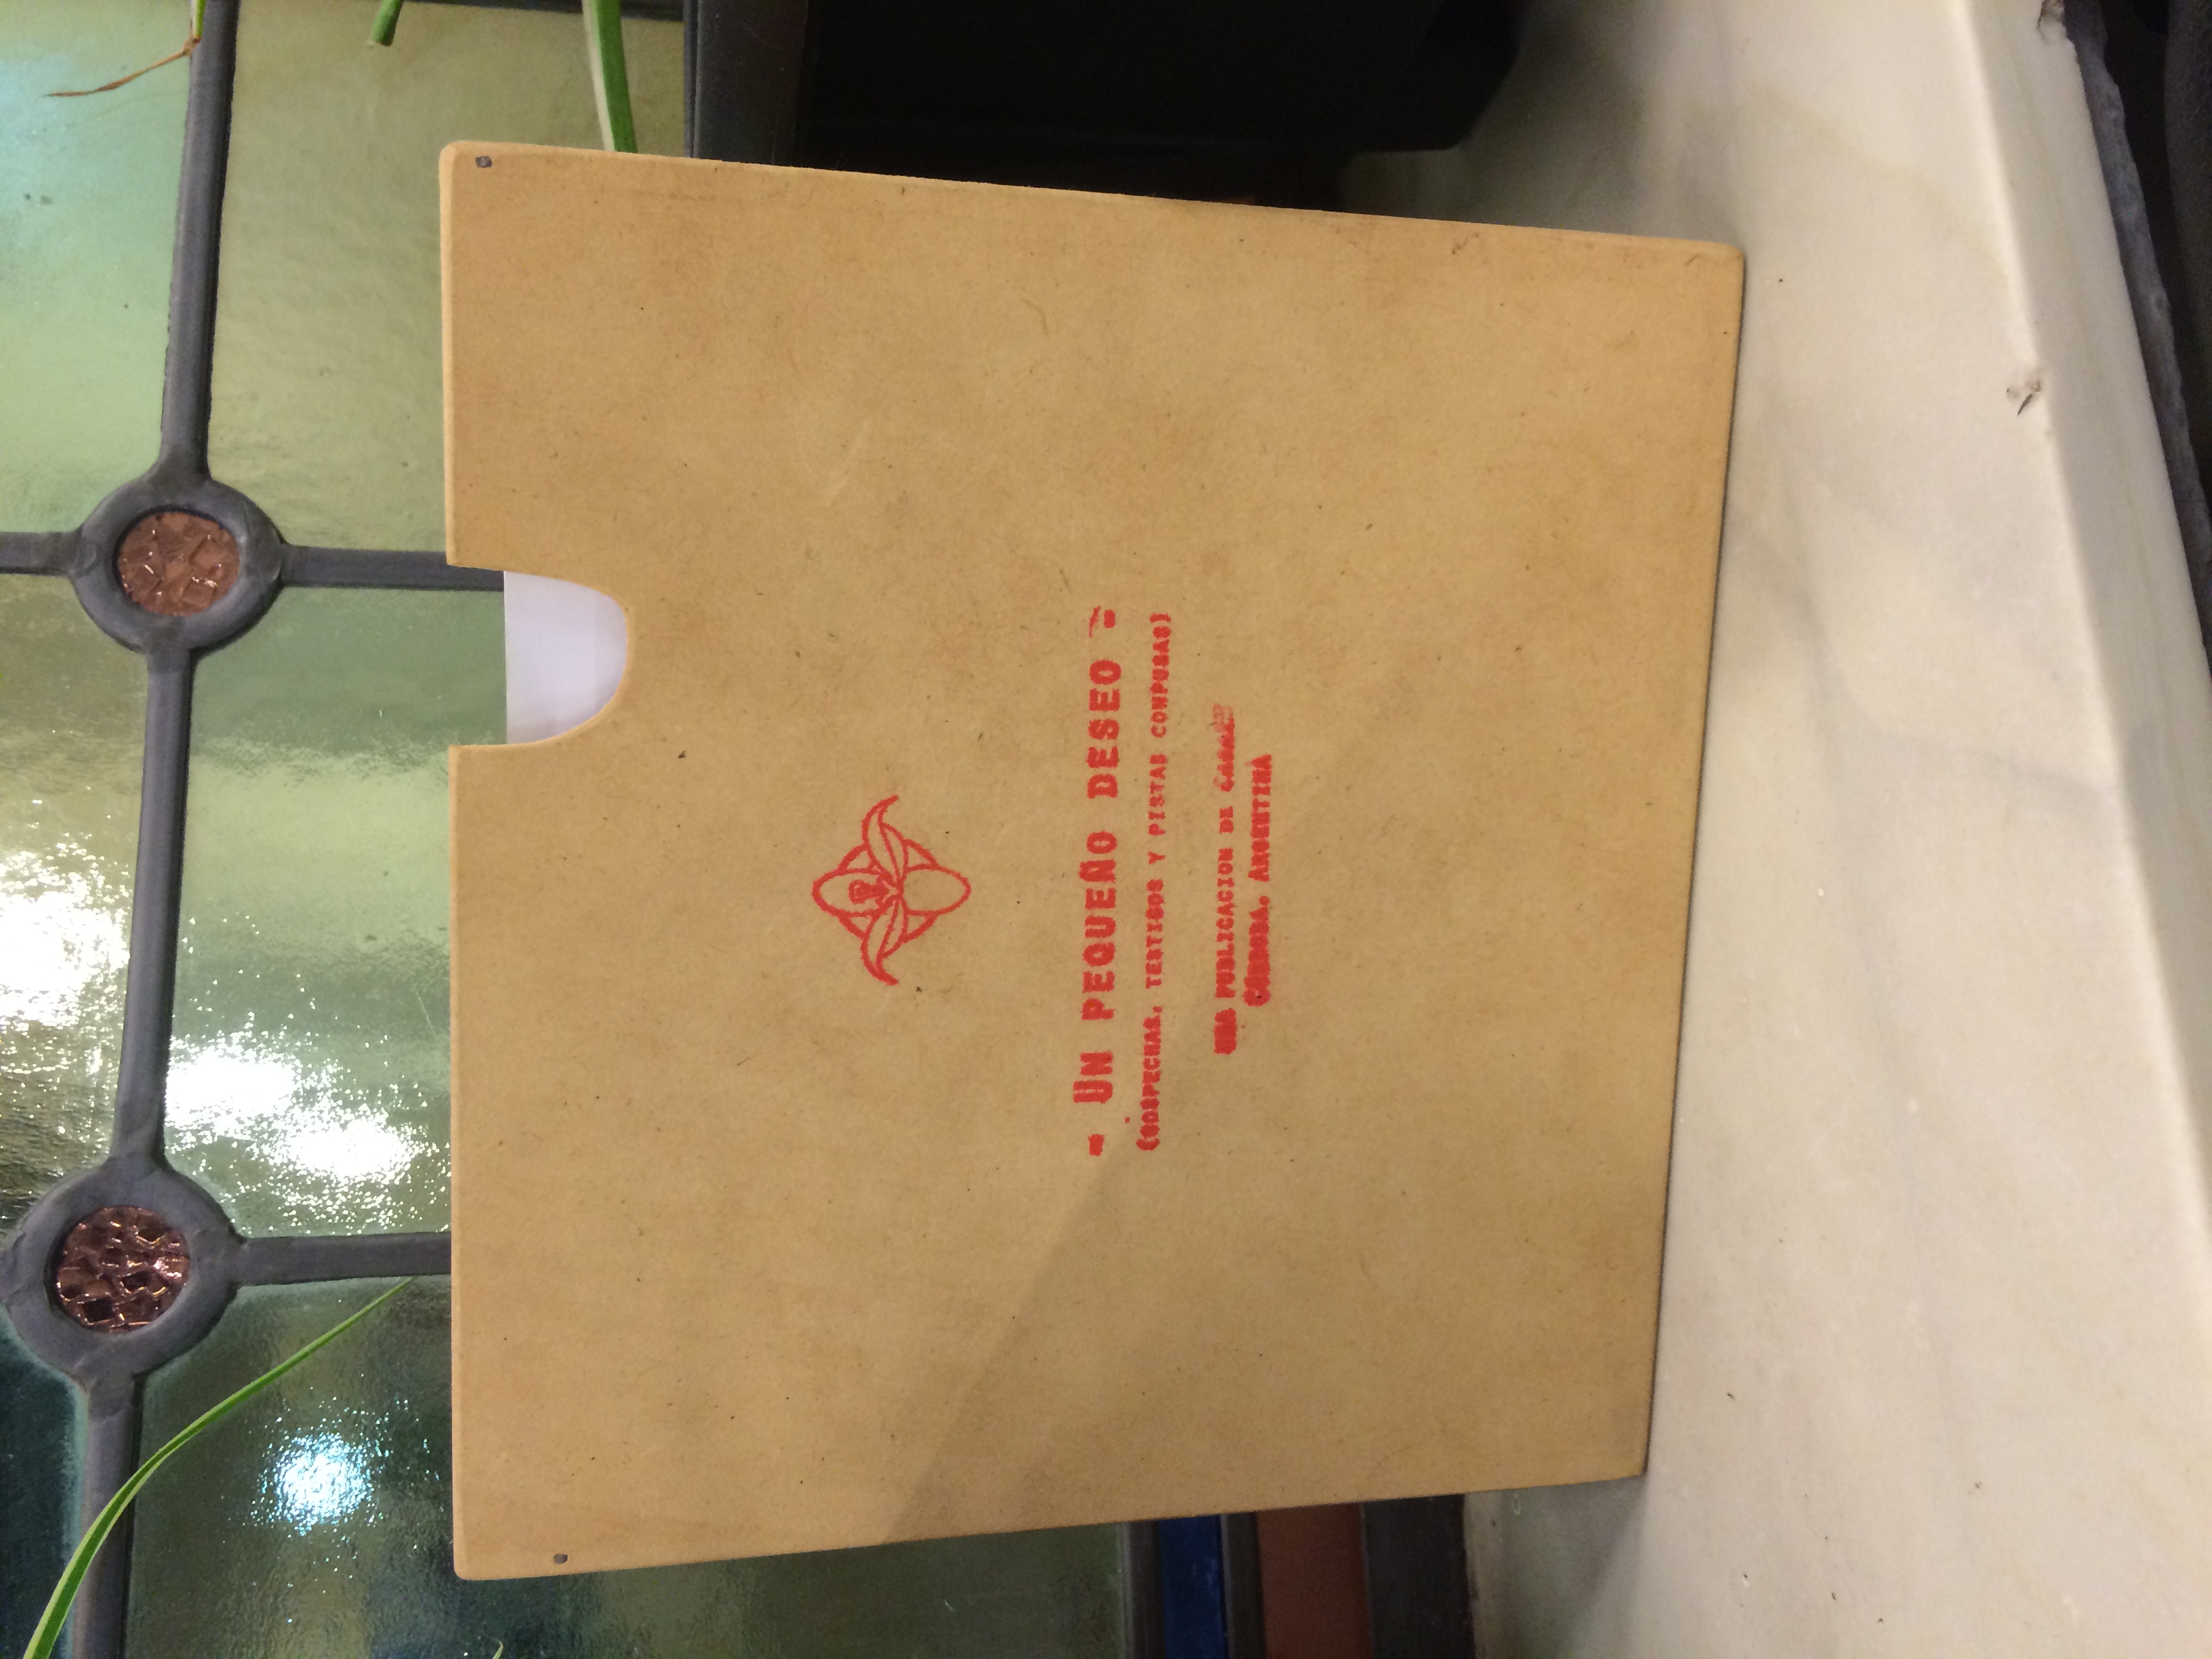 - UN PEQUEÑO DESEO -
(SOSPECHAS, TESTIGOS Y PISTAS CONFUSAS)
UNA PUBLICACION DE
CÓRDOBA. ARGENTINA